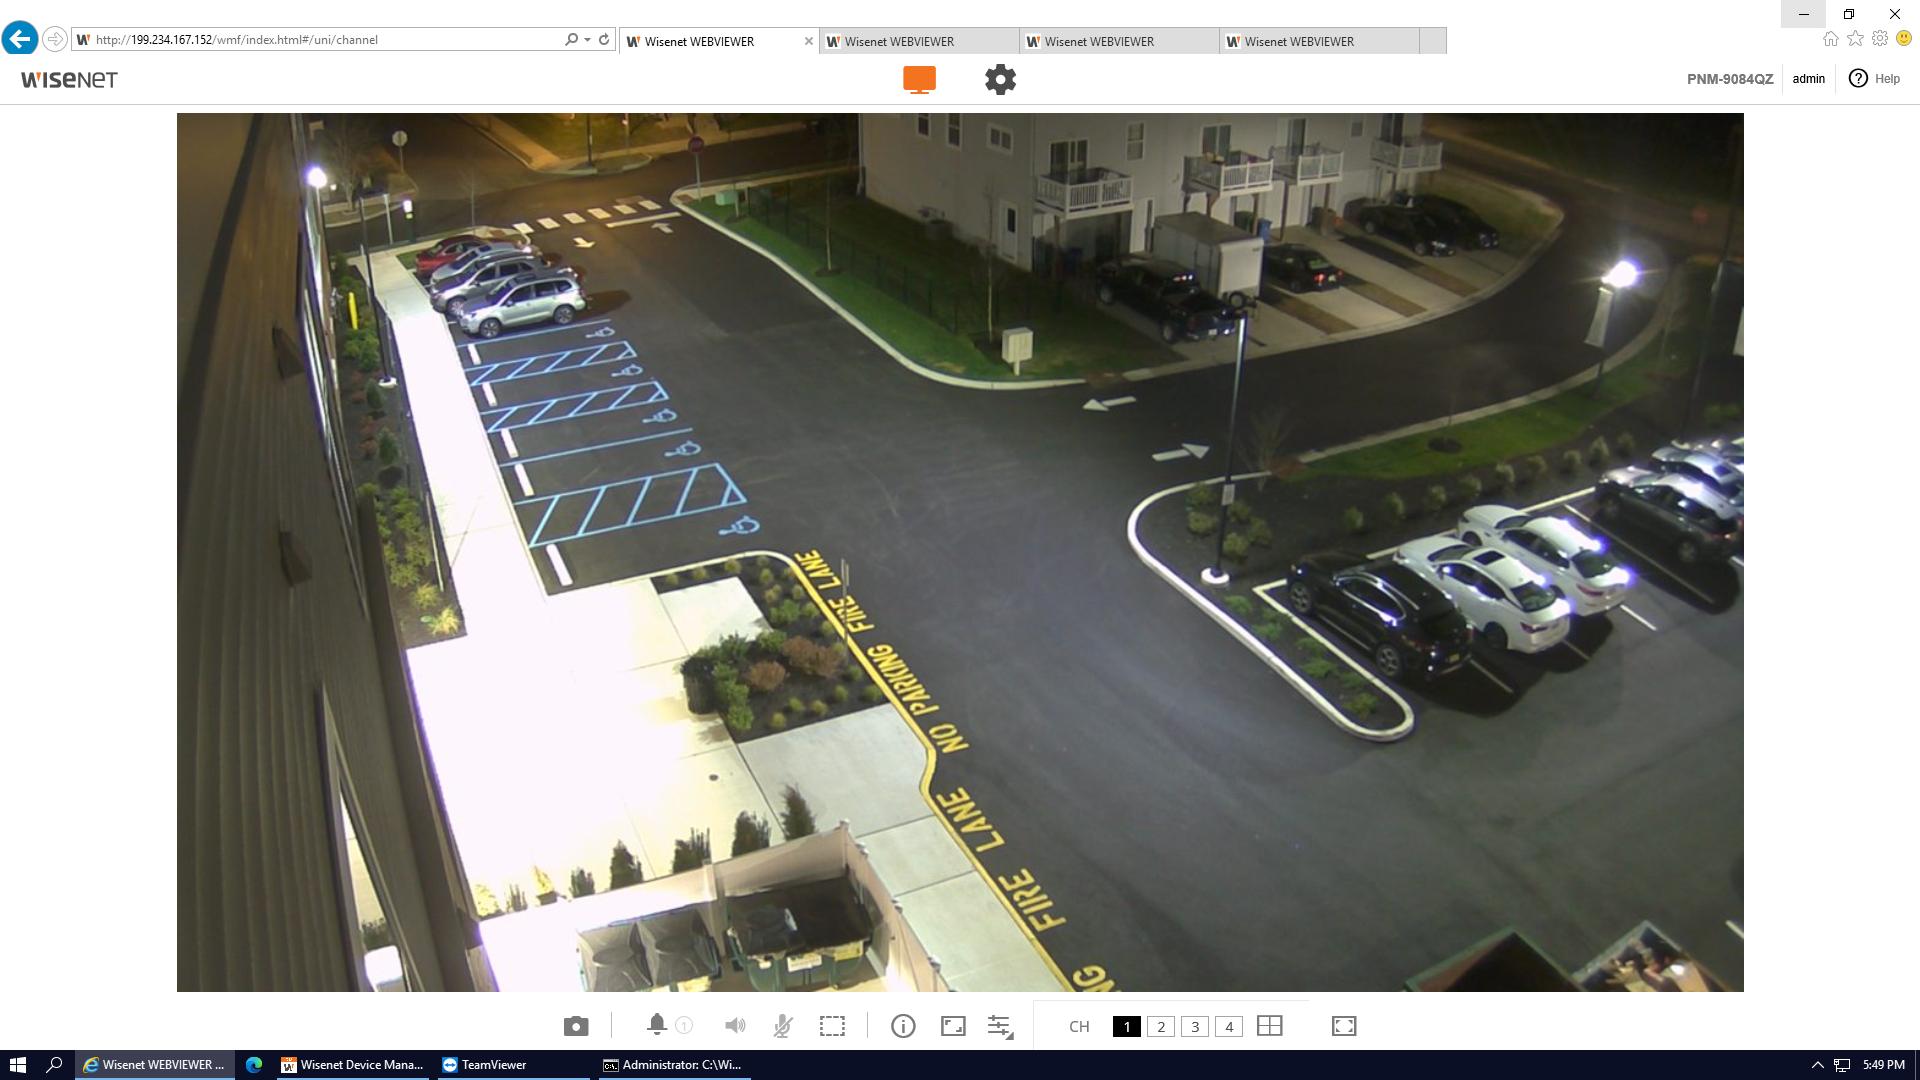 http://199.234.167.152/wmf/index.html#/uni/channel
Wisenet WEBVIEWER
Wisenet WEBVIEWER
Wisenet WEBVIEWER
Wisenet WEBVIEWER
WISENET
PNM-9084QZ
admin
? Help
FIRE LANE
NO PARKING
FIRE LANE
NG
1
CH 1 2 3 4
Wisenet WEBVIEWER ...
Wisenet Device Mana...
TeamViewer
Administrator: C:\Wi...
5:49 PM